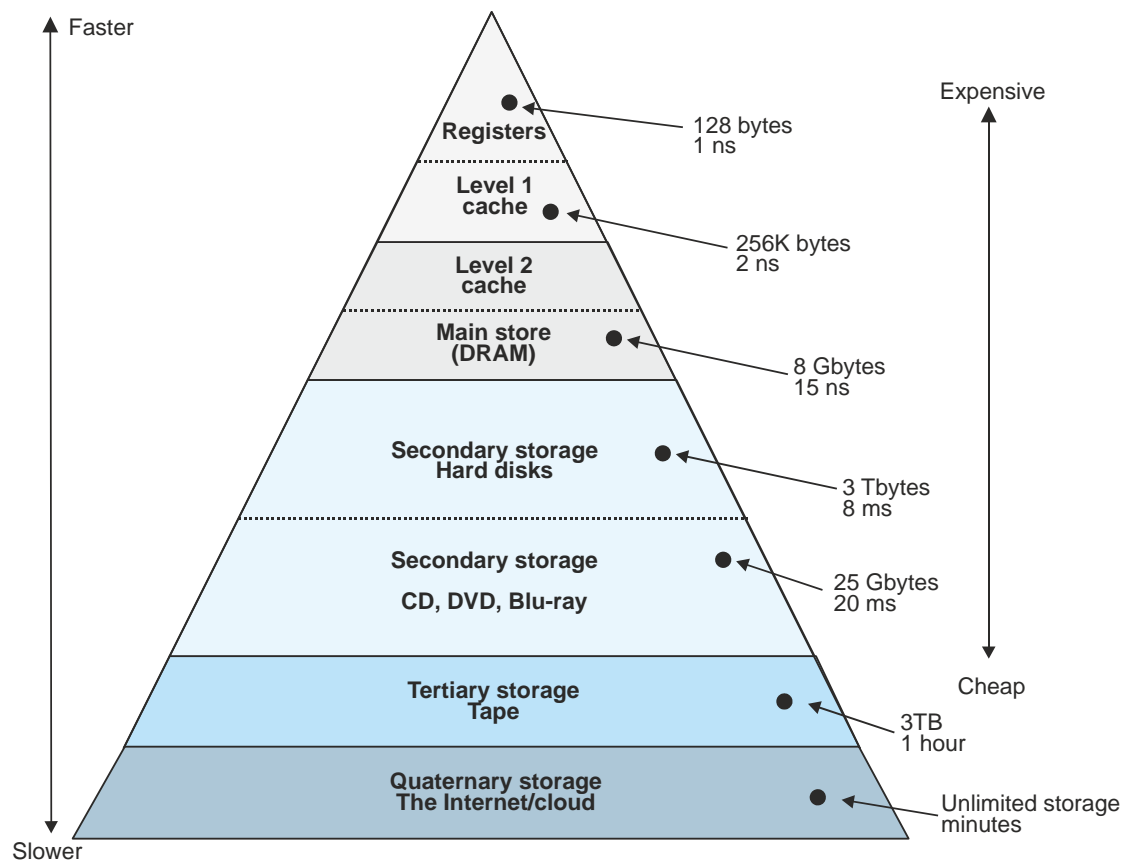 Faster
Expensive
128 bytes
1 ns
Registers
Level 1
cache
256K bytes
2 ns
Level 2
cache
Main store
(DRAM)
8 Gbytes
15 ns
Secondary storage
Hard disks
3 Tbytes
8 ms
Secondary storage
CD, DVD, Blu-ray
25 Gbytes
20 ms
Cheap
Tertiary storage
Tape
3TB
1 hour
Quaternary storage
The Internet/cloud
Unlimited storage
minutes
Slower